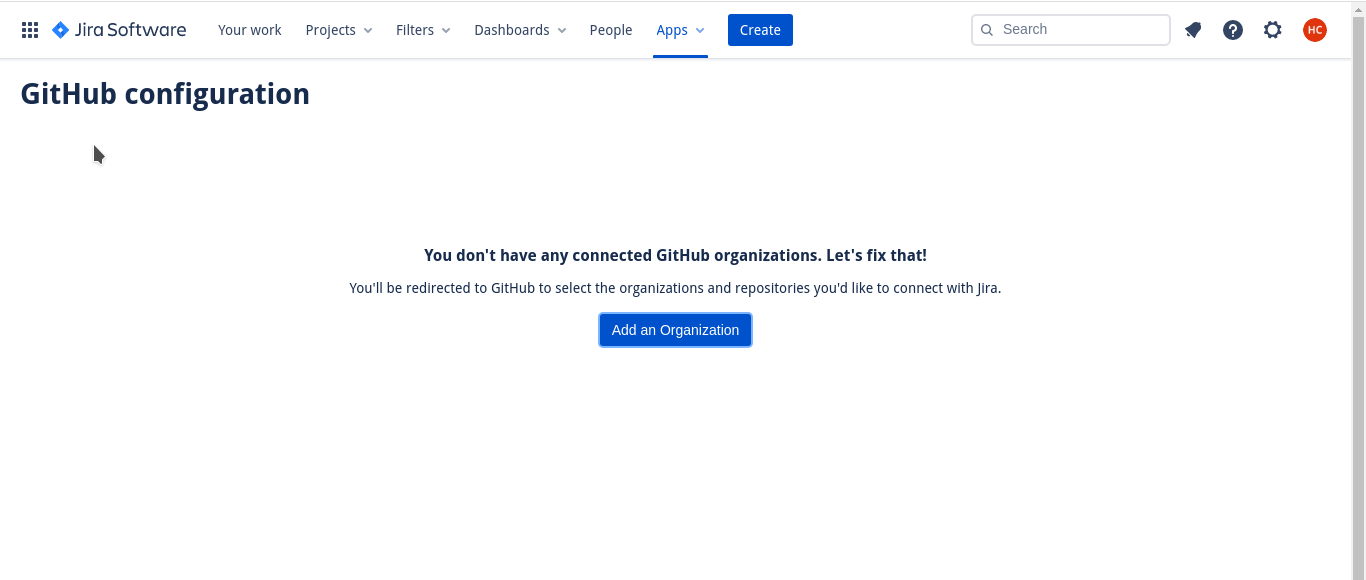 Jira Software Your work Projects Filters Dashboards People Apps Create Search ? HC
GitHub configuration
You don't have any connected GitHub organizations. Let's fix that!
You'll be redirected to GitHub to select the organizations and repositories you'd like to connect with Jira.
Add an Organization